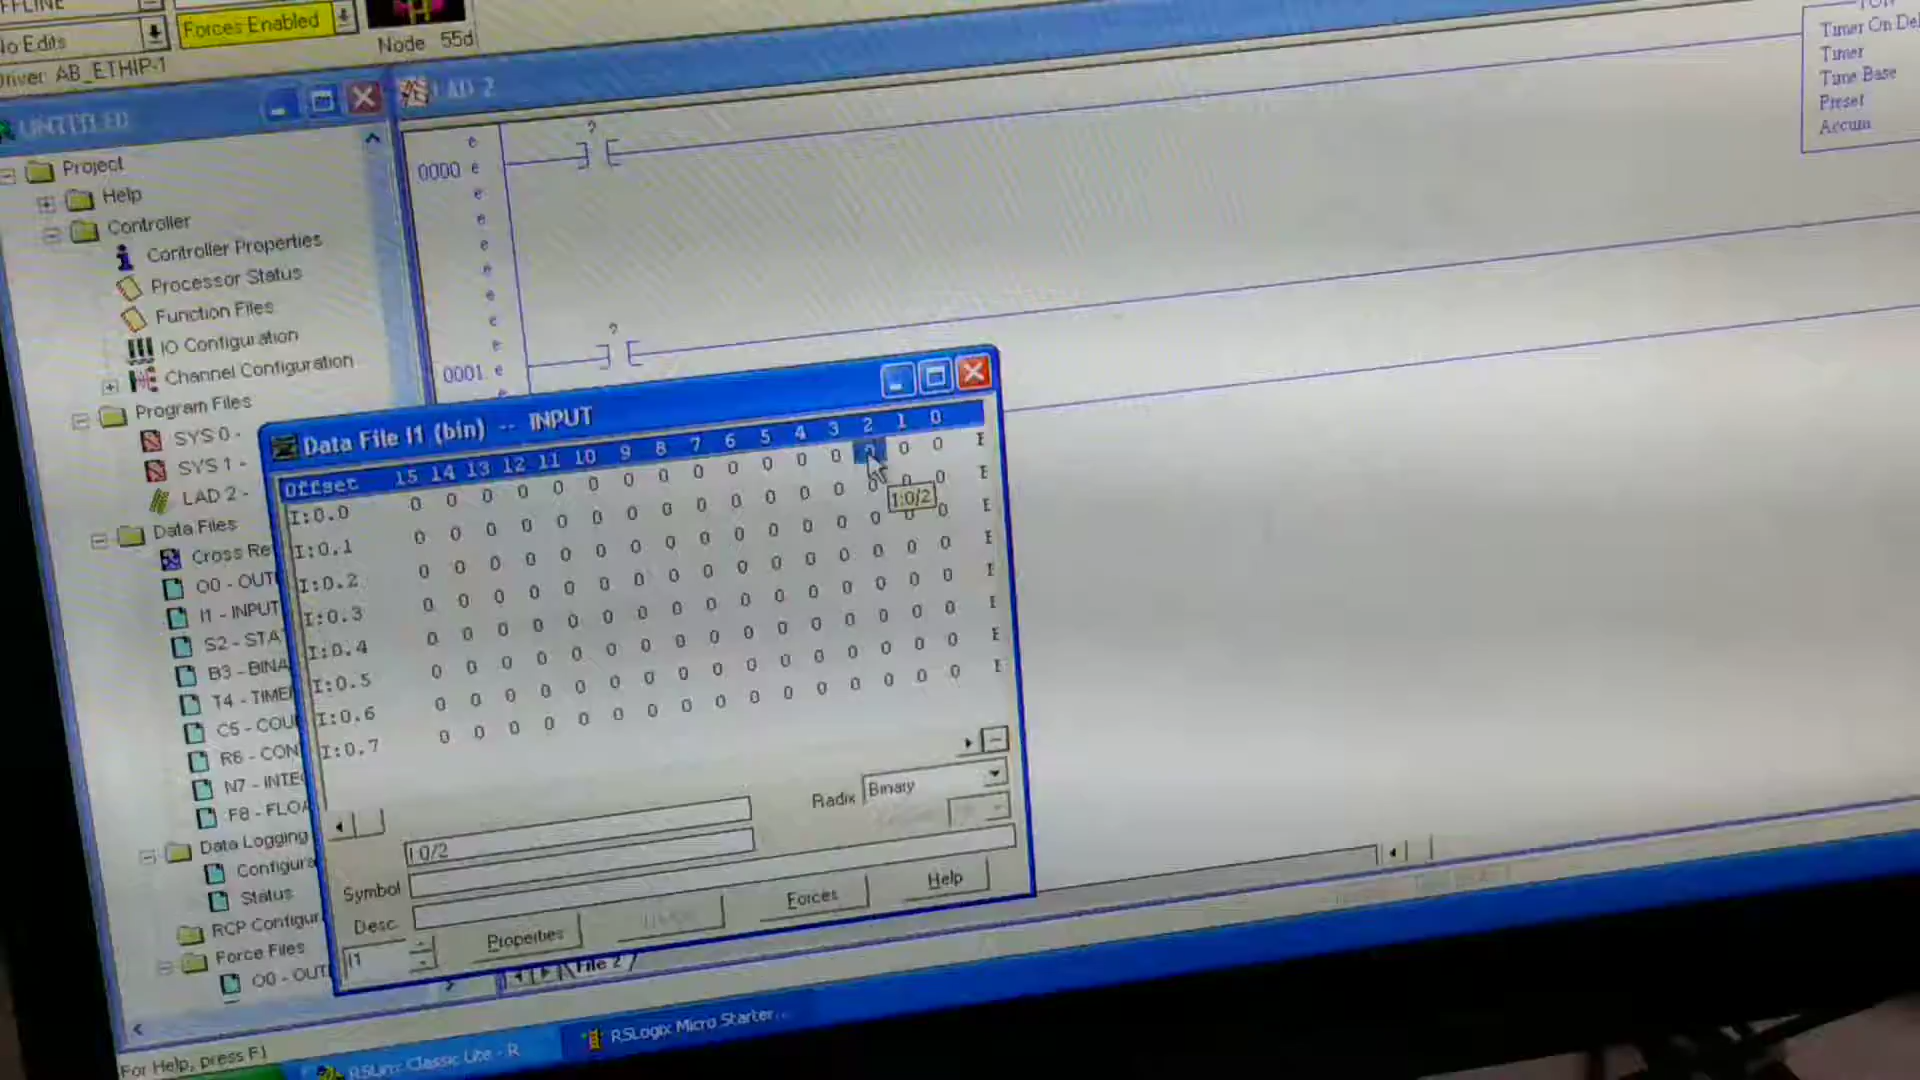 OFFLINE
No Edits
Forces Enabled
Node 55d
Driver: AB_ETHIP-1
UNTITLED
LAD 2
Project
Help
Controller
Controller Properties
Processor Status
Function Files
IO Configuration
Channel Configuration
Program Files
SYS 0 -
SYS 1 -
LAD 2 -
Data Files
Cross Re
O0 - OUT
I1 - INPUT
S2 - STA
B3 - BINA
T4 - TIME
C5 - COU
R6 - CON
N7 - INTE
F8 - FLOA
Data Logging
Configura
Status
RCP Configur
Force Files
O0 - OUT
?
0000
e
e
e
e
e
e
e
e
e
?
0001
e
TON
Timer On Del
Timer
Time Base
Preset
Accum
Data File I1 (bin) -- INPUT
Offset 15 14 13 12 11 10 9 8 7 6 5 4 3 2 1 0
I:0.0 0 0 0 0 0 0 0 0 0 0 0 0 0 0 0 0 E
I:0.1 0 0 0 0 0 0 0 0 0 0 0 0 0 0 0 0 E
I:0.2 0 0 0 0 0 0 0 0 0 0 0 0 0 0 0 0 E
I:0.3 0 0 0 0 0 0 0 0 0 0 0 0 0 0 0 0 E
I:0.4 0 0 0 0 0 0 0 0 0 0 0 0 0 0 0 0 E
I:0.5 0 0 0 0 0 0 0 0 0 0 0 0 0 0 0 0 E
I:0.6 0 0 0 0 0 0 0 0 0 0 0 0 0 0 0 0 E
I:0.7 0 0 0 0 0 0 0 0 0 0 0 0 0 0 0 0 E
I:0/2
I:0/2
Radix Binary
Symbol
Desc
I1
Properties
Forces
Help
File 2
For Help, press F1
RSLinx Classic Lite - R
RSLogix Micro Starter...